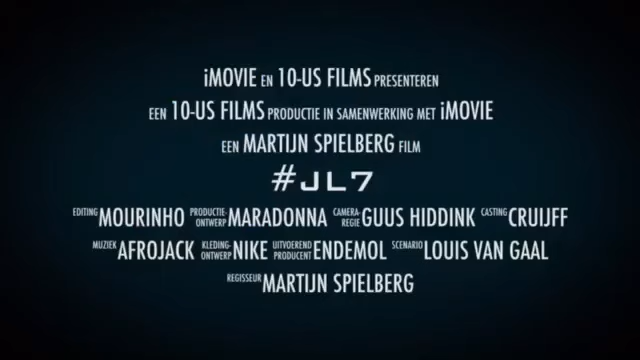 iMOVIE EN 10-US FILMS PRESENTEREN
EEN 10-US FILMS PRODUCTIE IN SAMENWERKING MET iMOVIE
EEN MARTIJN SPIELBERG FILM
#JL7
EDITING MOURINHO PRODUCTIE-ONTWERP MARADONNA CAMERA-REGIE GUUS HIDDINK CASTING CRUIJFF
MUZIEK AFROJACK KLEDING-ONTWERP NIKE UITVOEREND PRODUCENT ENDEMOL SCENARIO LOUIS VAN GAAL
REGISSEUR MARTIJN SPIELBERG